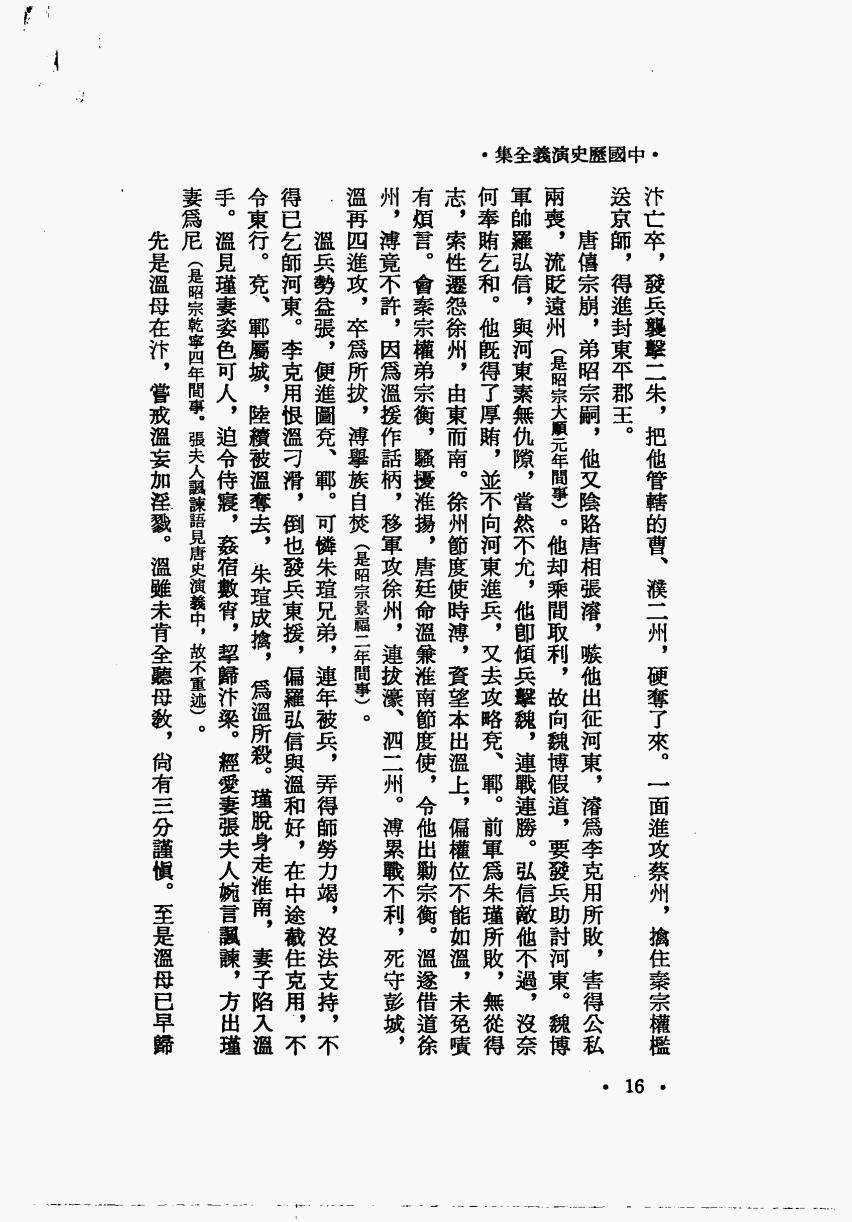 •中國歷史演義全集•
汴亡卒，發兵襲擊二朱，把他管轄的曹、濮二州，硬奪了來。一面進攻蔡州，擒住秦宗權檻
送京師，得進封東平郡王。
唐僖宗崩，弟昭宗嗣，他又陰賂唐相張濬，嗾他出征河東，濬爲李克用所敗，害得公私
兩喪，流貶遠州（是昭宗大順元年間事）。他却乘間取利，故向魏博假道，要發兵助討河東。魏博
軍帥羅弘信，與河東素無仇隙，當然不允，他卽傾兵擊魏，連戰連勝。弘信敵他不過，沒奈
何奉賄乞和。他旣得了厚賄，並不向河東進兵，又去攻略兗、鄆。前軍爲朱瑾所敗，無從得
志，索性遷怨徐州，由東而南。徐州節度使時溥，資望本出溫上，偏權位不能如溫，未免嘖
有煩言。會秦宗權弟宗衡，騷擾淮揚，唐廷命溫兼淮南節度使，令他出勦宗衡。溫遂借道徐
州，溥竟不許，因爲溫援作話柄，移軍攻徐州，連拔濠、泗二州。溥累戰不利，死守彭城，
溫再四進攻，卒爲所拔，溥舉族自焚（是昭宗景福二年間事）。
溫兵勢益張，便進圖兗、鄆。可憐朱瑄兄弟，連年被兵，弄得師勞力竭，沒法支持，不
得已乞師河東。李克用恨溫刁滑，倒也發兵東援，偏羅弘信與溫和好，在中途截住克用，不
令東行。兗、鄆屬城，陸續被溫奪去，朱瑄成擒，爲溫所殺。瑾脫身走淮南，妻子陷入溫
手。溫見瑾妻姿色可人，迫令侍寢，姦宿數宵，挈歸汴梁。經愛妻張夫人婉言諷諫，方出瑾
妻爲尼（是昭宗乾寧四年間事。張夫人諷諫語見唐史演義中，故不重述）。
先是溫母在汴，嘗戒溫妄加淫戮。溫雖未肯全聽母教，尙有三分謹愼。至是溫母已早歸
• 16 •